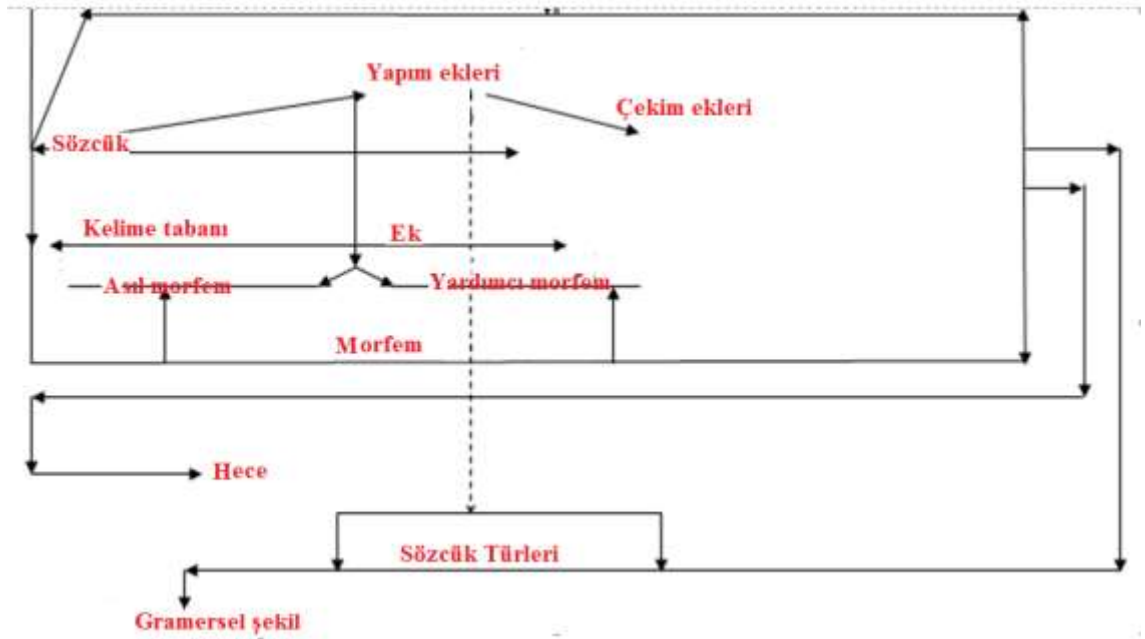 Yapım ekleri
Çekim ekleri
Sözcük
Kelime tabanı
Ek
Asıl morfem
Yardımcı morfem
Morfem
Hece
Sözcük Türleri
Gramersel şekil